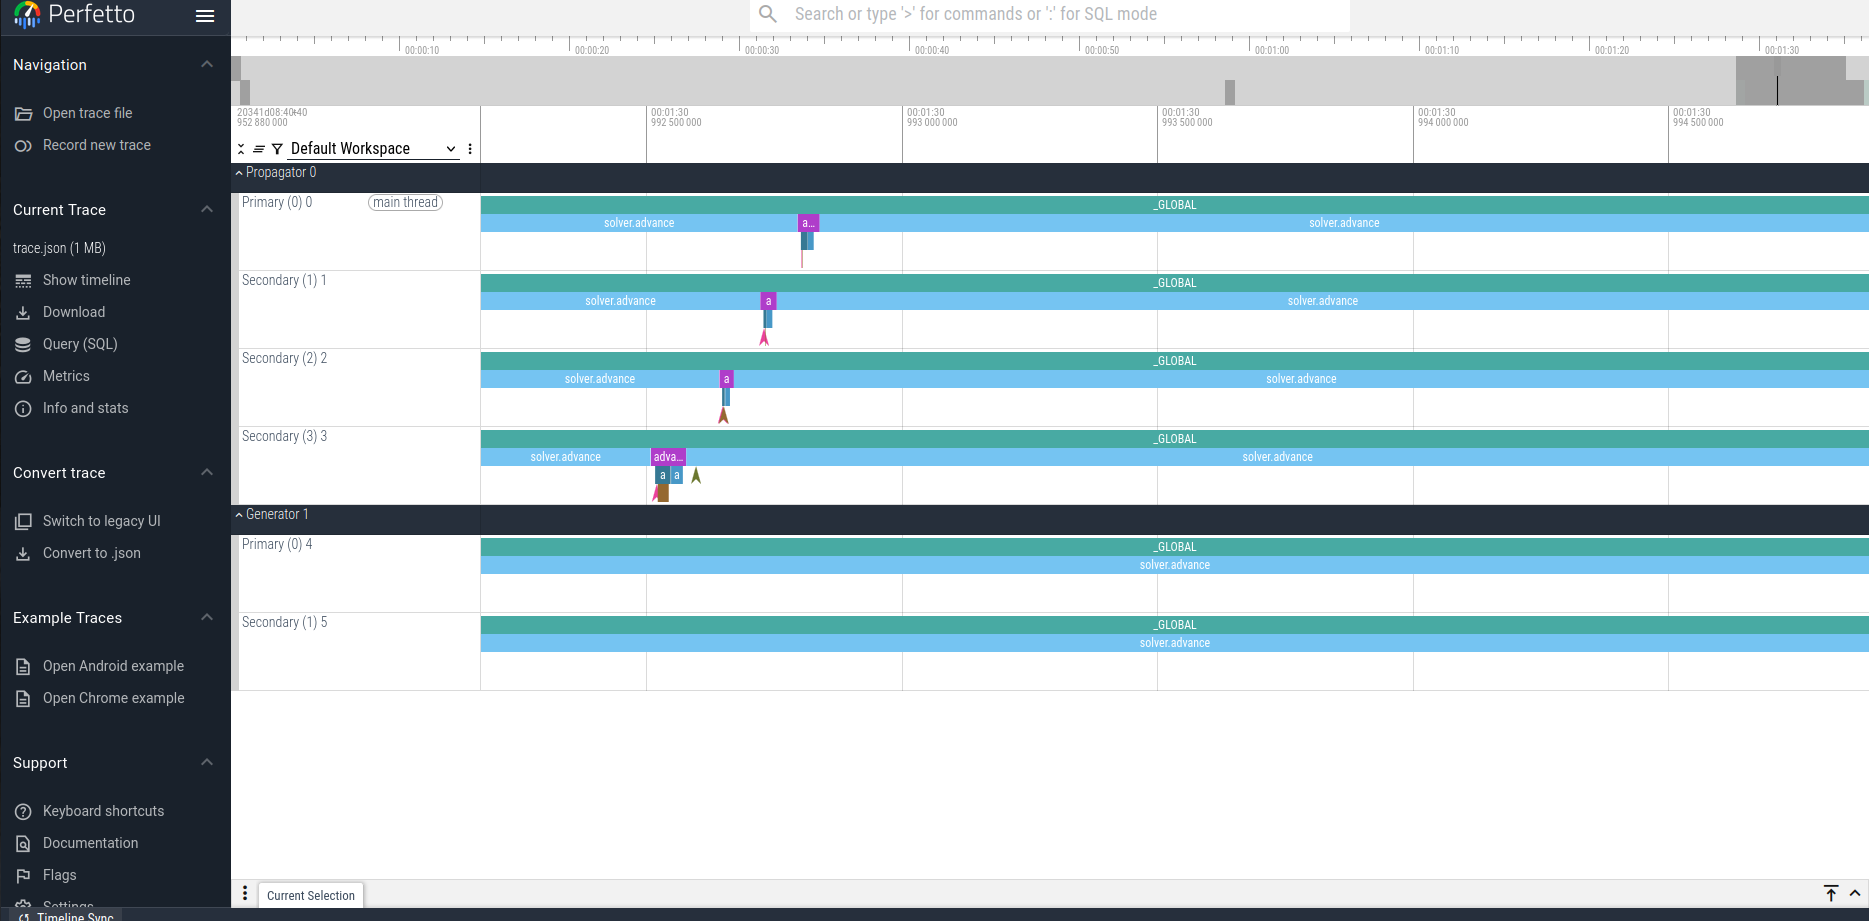 Perfetto
Search or type '>' for commands or ':' for SQL mode
00:00:10 00:00:20 00:00:30 00:00:40 00:00:50 00:01:00 00:01:10 00:01:20 00:01:30
Navigation
Open trace file
Record new trace
Current Trace
trace.json (1 MB)
Show timeline
Download
Query (SQL)
Metrics
Info and stats
Convert trace
Switch to legacy UI
Convert to .json
Example Traces
Open Android example
Open Chrome example
Support
Keyboard shortcuts
Documentation
Flags
Settings
Timeline Sync
00:01:30 00:01:30 00:01:30 00:01:30 00:01:30
952 880 000 992 500 000 993 000 000 993 500 000 994 000 000 994 500 000
Default Workspace
Propagator 0
Primary (0) 0 main thread _GLOBAL
solver.advance a... solver.advance
Secondary (1) 1 _GLOBAL
solver.advance a solver.advance
Secondary (2) 2 _GLOBAL
solver.advance a solver.advance
Secondary (3) 3 _GLOBAL
solver.advance adva... solver.advance
a a
Generator 1
Primary (0) 4 _GLOBAL
solver.advance
Secondary (1) 5 _GLOBAL
solver.advance
Current Selection